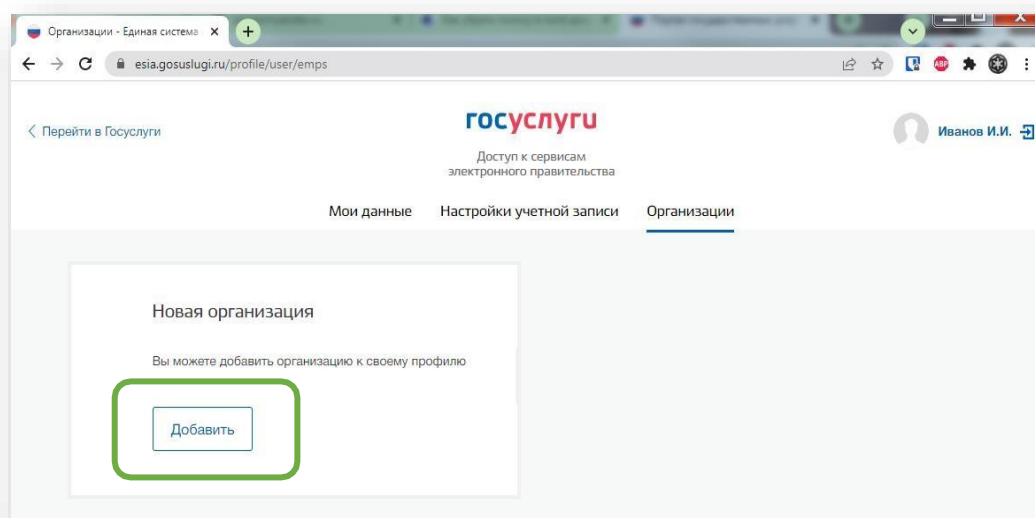 Организации - Единая система
esia.gosuslugi.ru/profile/user/emps
ABP
Перейти в Госуслуги
госуслуги
Иванов И.И.
Доступ к сервисам
электронного правительства
Мои данные Настройки учетной записи Организации
Новая организация
Вы можете добавить организацию к своему профилю
Добавить